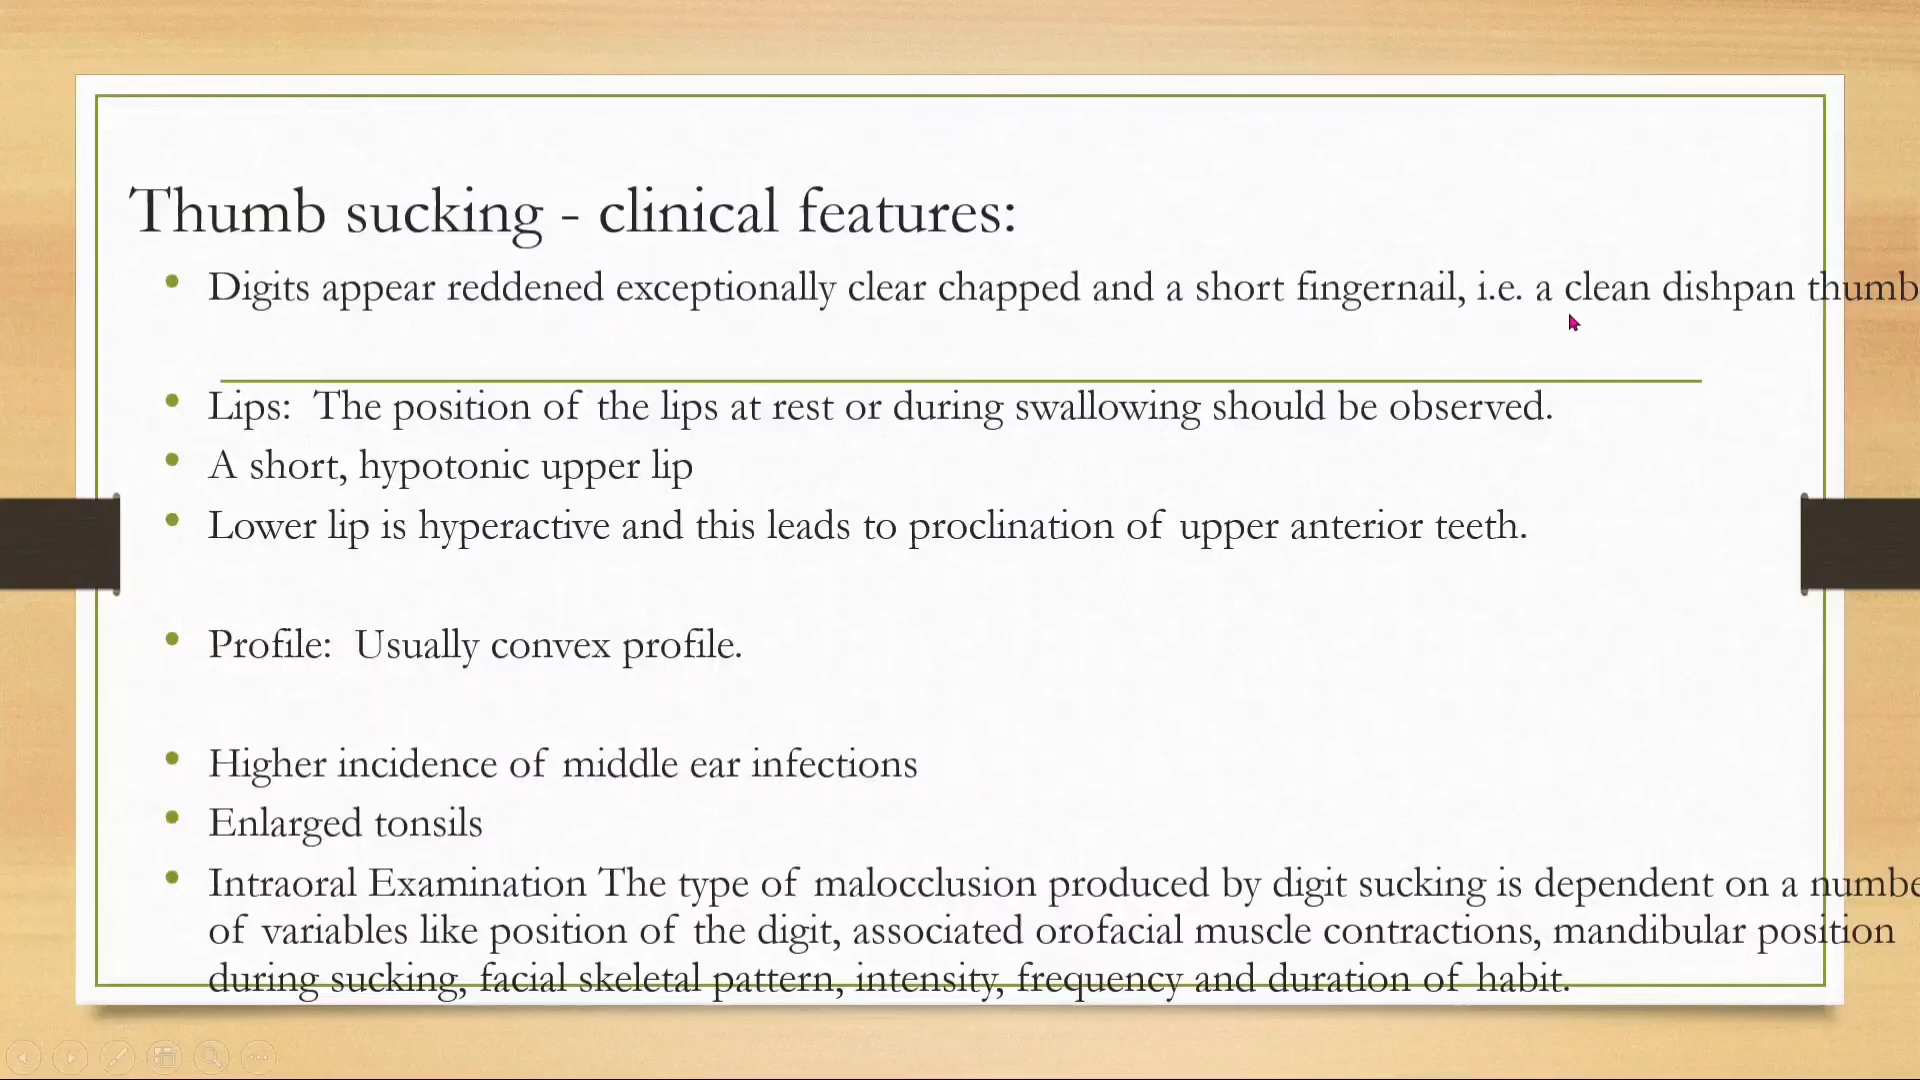 Thumb sucking - clinical features:
Digits appear reddened exceptionally clear chapped and a short fingernail, i.e. a clean dishpan thumb
Lips: The position of the lips at rest or during swallowing should be observed.
A short, hypotonic upper lip
Lower lip is hyperactive and this leads to proclination of upper anterior teeth.
Profile: Usually convex profile.
Higher incidence of middle ear infections
Enlarged tonsils
Intraoral Examination The type of malocclusion produced by digit sucking is dependent on a numbe
of variables like position of the digit, associated orofacial muscle contractions, mandibular position
during sucking, facial skeletal pattern, intensity, frequency and duration of habit.